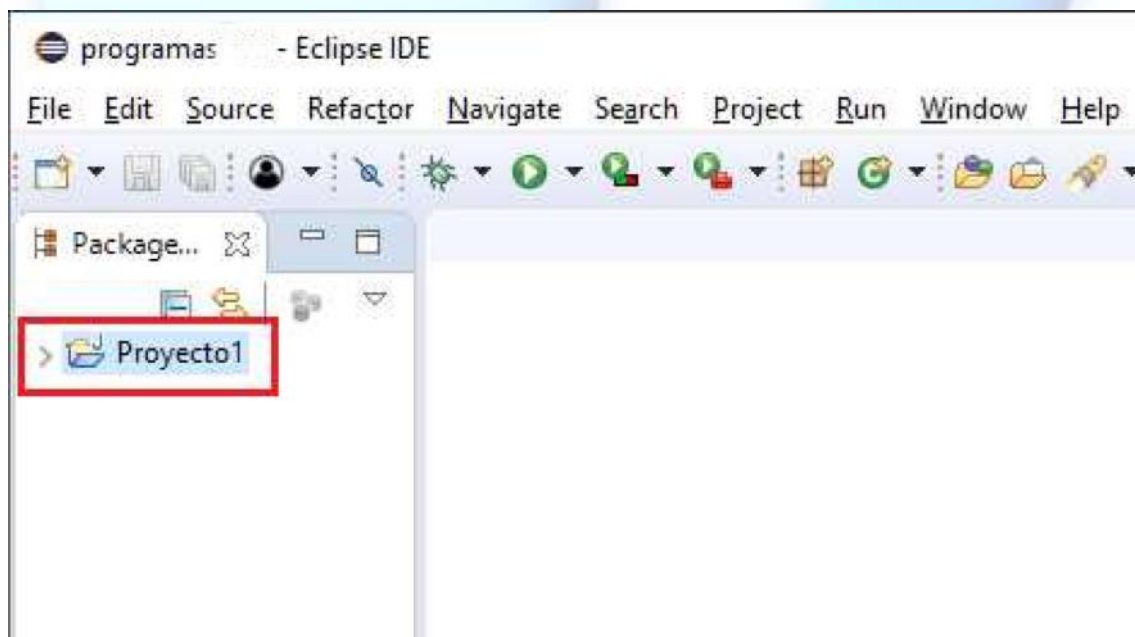 programas - Eclipse IDE
File Edit Source Refactor Navigate Search Project Run Window Help
Package...
Proyecto1